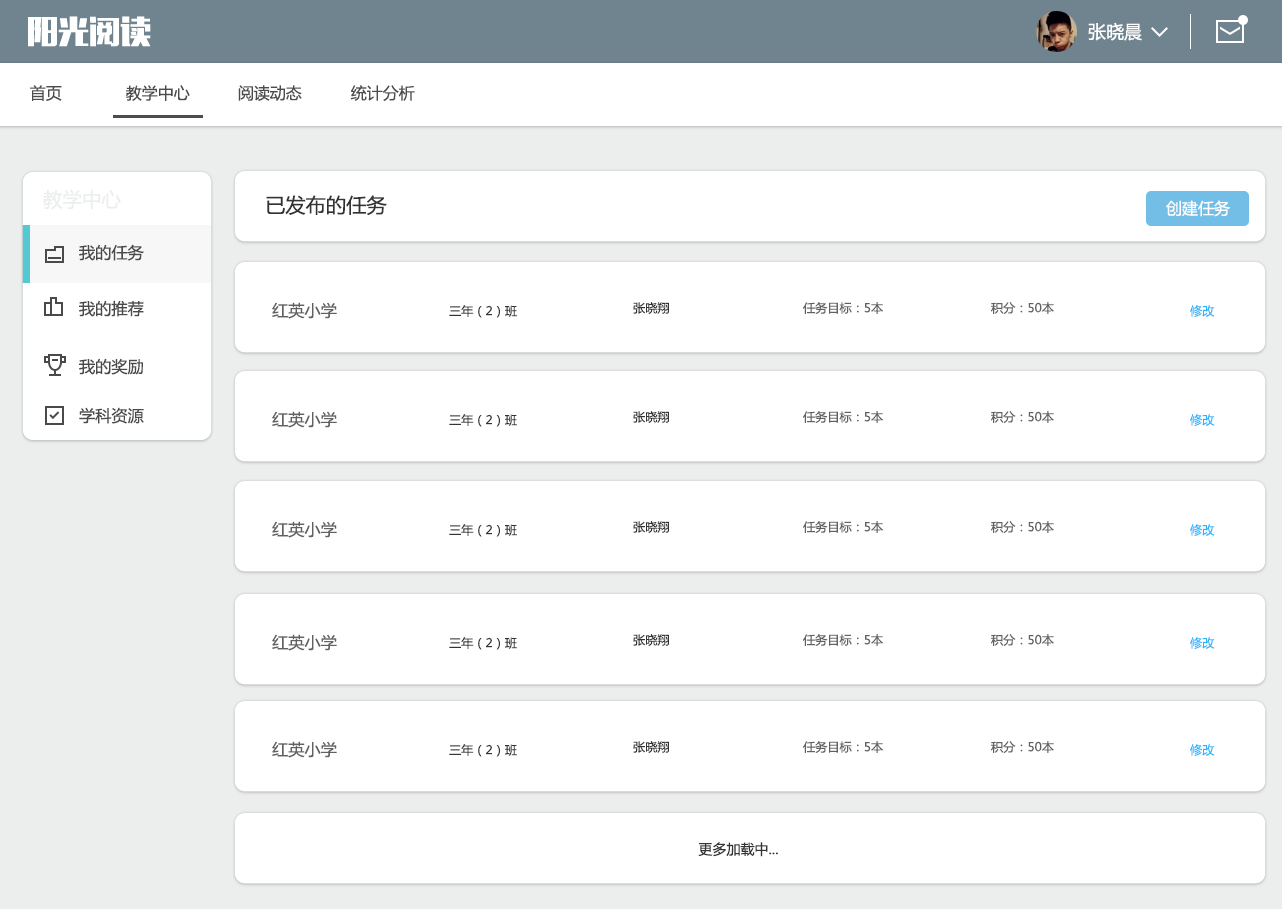 阳光阅读
张晓晨
首页 教学中心 阅读动态 统计分析
教学中心
我的任务
我的推荐
我的奖励
学科资源
已发布的任务 创建任务
红英小学 三年（2）班 张晓翔 任务目标：5本 积分：50本 修改
红英小学 三年（2）班 张晓翔 任务目标：5本 积分：50本 修改
红英小学 三年（2）班 张晓翔 任务目标：5本 积分：50本 修改
红英小学 三年（2）班 张晓翔 任务目标：5本 积分：50本 修改
红英小学 三年（2）班 张晓翔 任务目标：5本 积分：50本 修改
更多加载中...